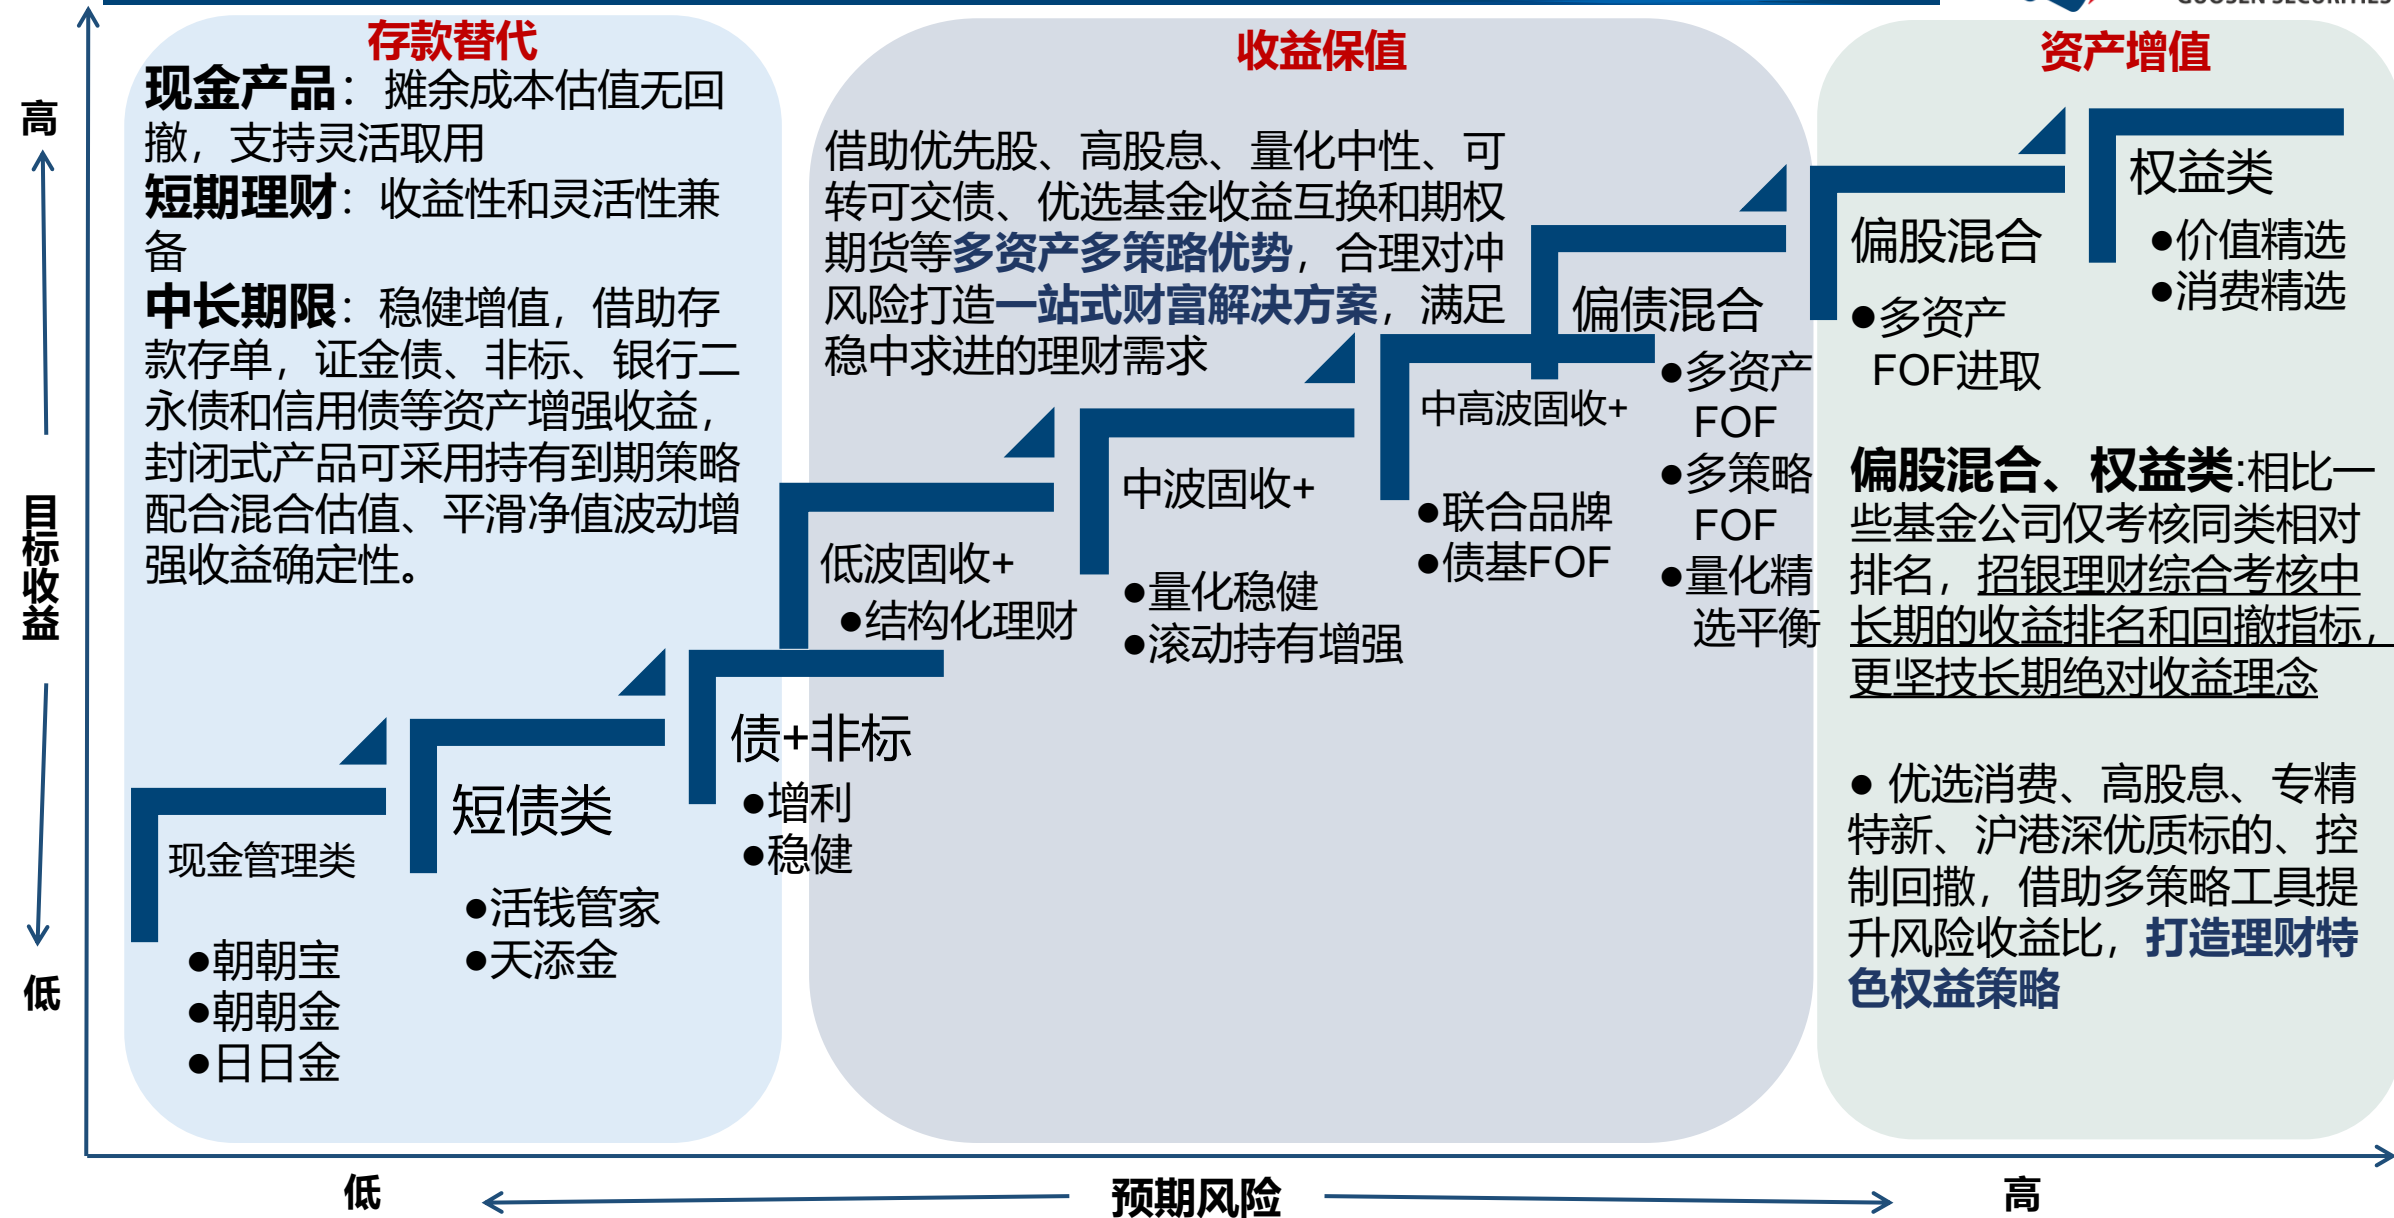 GUOSEN SECURITIES
存款替代
现金产品：摊余成本估值无回
撤，支持灵活取用
短期理财：收益性和灵活性兼
备
中长期限：稳健增值，借助存
款存单，证金债、非标、银行二
永债和信用债等资产增强收益，
封闭式产品可采用持有到期策略
配合混合估值、平滑净值波动增
强收益确定性。
收益保值
借助优先股、高股息、量化中性、可
转可交债、优选基金收益互换和期权
期货等多资产多策路优势，合理对冲
风险打造一站式财富解决方案，满足
稳中求进的理财需求
资产增值
权益类
●价值精选
●消费精选
偏股混合
●多资产
FOF进取
偏债混合
●多资产
FOF
●多策略
FOF
●量化精
选平衡
中高波固收+
●联合品牌
●债基FOF
中波固收+
●量化稳健
●滚动持有增强
低波固收+
●结构化理财
债+非标
●增利
●稳健
短债类
●活钱管家
●天添金
现金管理类
●朝朝宝
●朝朝金
●日日金
偏股混合、权益类:相比一
些基金公司仅考核同类相对
排名，招银理财综合考核中
长期的收益排名和回撤指标，
更坚技长期绝对收益理念
● 优选消费、高股息、专精
特新、沪港深优质标的、控
制回撤，借助多策略工具提
升风险收益比，打造理财特
色权益策略
高
目标收益
低
低
预期风险
高